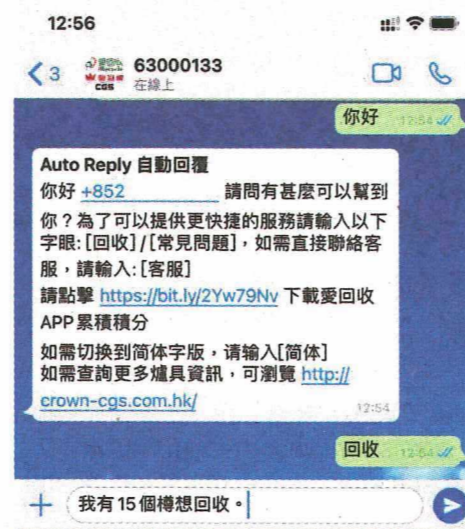 12:56
3
CGS
63000133
在線上
你好 12:54
Auto Reply 自動回覆
你好 +852 請問有甚麼可以幫到
你？為了可以提供更快捷的服務請輸入以下
字眼: [回收] / [常見問題]，如需直接聯絡客
服，請輸入: [客服]
請點擊 https://bit.ly/2Yw79Nv 下載愛回收
APP累積積分
如需切换到简体字版，请输入[简体]
如需查詢更多爐具資訊，可瀏覽 http://
crown-cgs.com.hk/
12:54
回收 12:54
我有15個樽想回收。